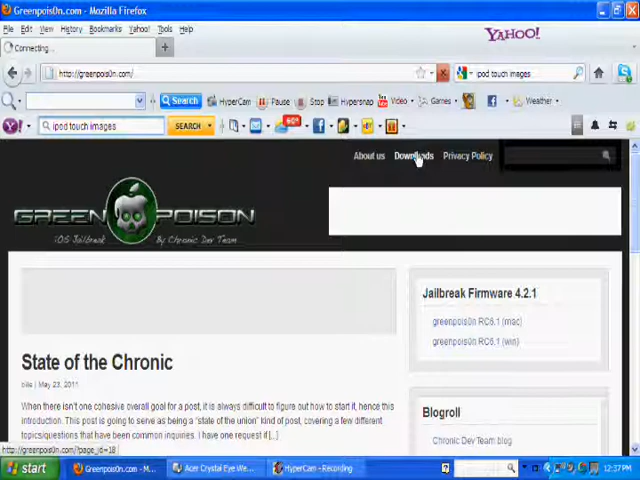 Greenpois0n.com - Mozilla Firefox
File Edit View History Bookmarks Yahoo! Tools Help
YAHOO!
Connecting...
http://greenpois0n.com/
ipod touch images
Search HyperCam Pause Stop Hypersnap Video Games Weather
ipod touch images SEARCH
About us Downloads Privacy Policy
GREEN POISON
iOS Jailbreak By Chronic Dev Team
Jailbreak Firmware 4.2.1
greenpois0n RC6.1 (mac)
greenpois0n RC6.1 (win)
State of the Chronic
| May 23, 2011
When there isn't one cohesive overall goal for a post, it is always difficult to figure out how to start it, hence this
introduction. This post is going to serve as being a "state of the union" kind of post, covering a few different
topics/questions that have been common inquiries. I have one request if [...]
Blogroll
Chronic Dev Team blog
http://greenpois0n.com/?page_id=18
start Greenpois0n.com - M... Acer Crystal Eye We... HyperCam - Recording 12:37 PM